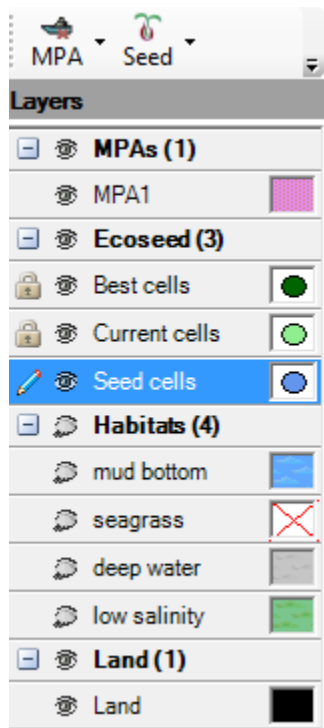 MPA Seed
Layers
MPAs (1)
MPA1
Ecoseed (3)
Best cells
Current cells
Seed cells
Habitats (4)
mud bottom
seagrass
deep water
low salinity
Land (1)
Land